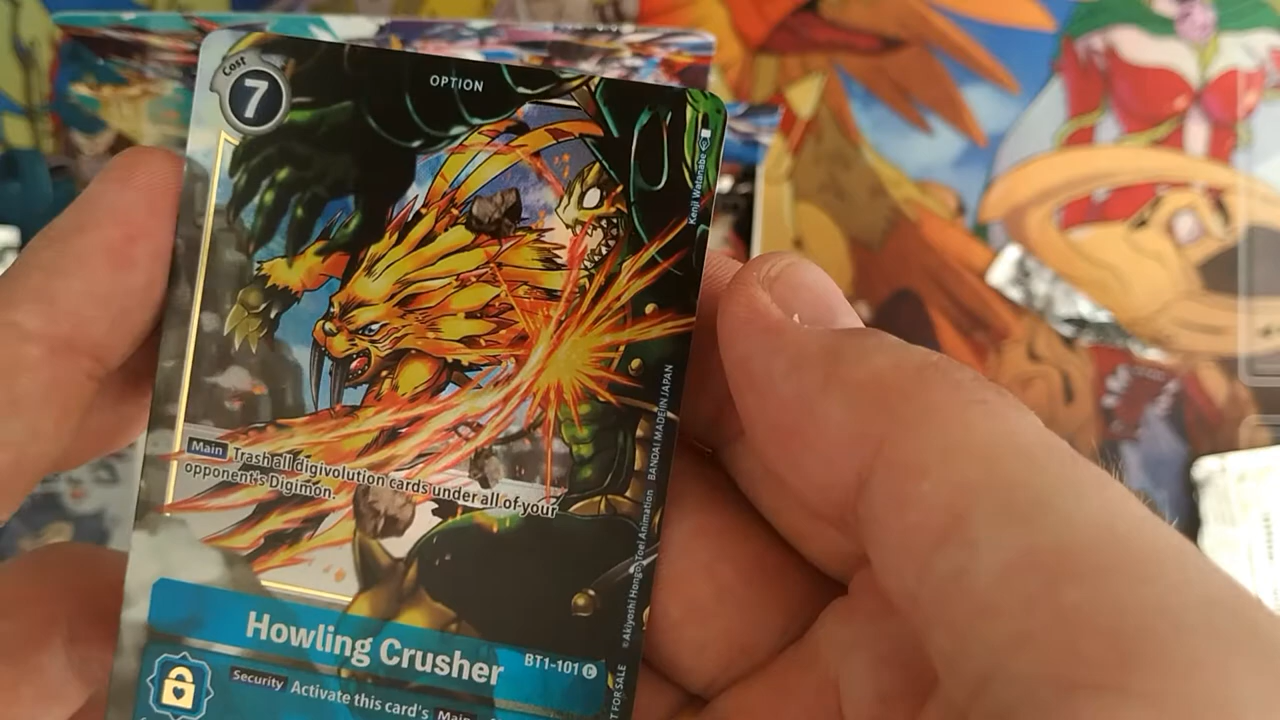 Cost
7
OPTION
Kenji Watanabe
Main Trash all digivolution cards under all of your
opponent's Digimon.
©Akiyoshi Hongo, Toei Animation BANDAI MADE IN JAPAN
Howling Crusher
BT1-101 C
Security Activate this card's Main
FOR SALE